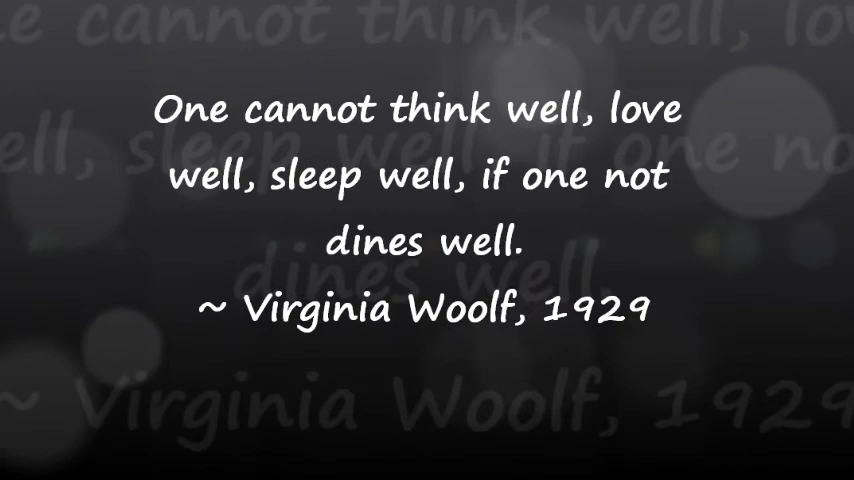 One cannot think well, love
well, sleep well, if one not
dines well.
~ Virginia Woolf, 1929